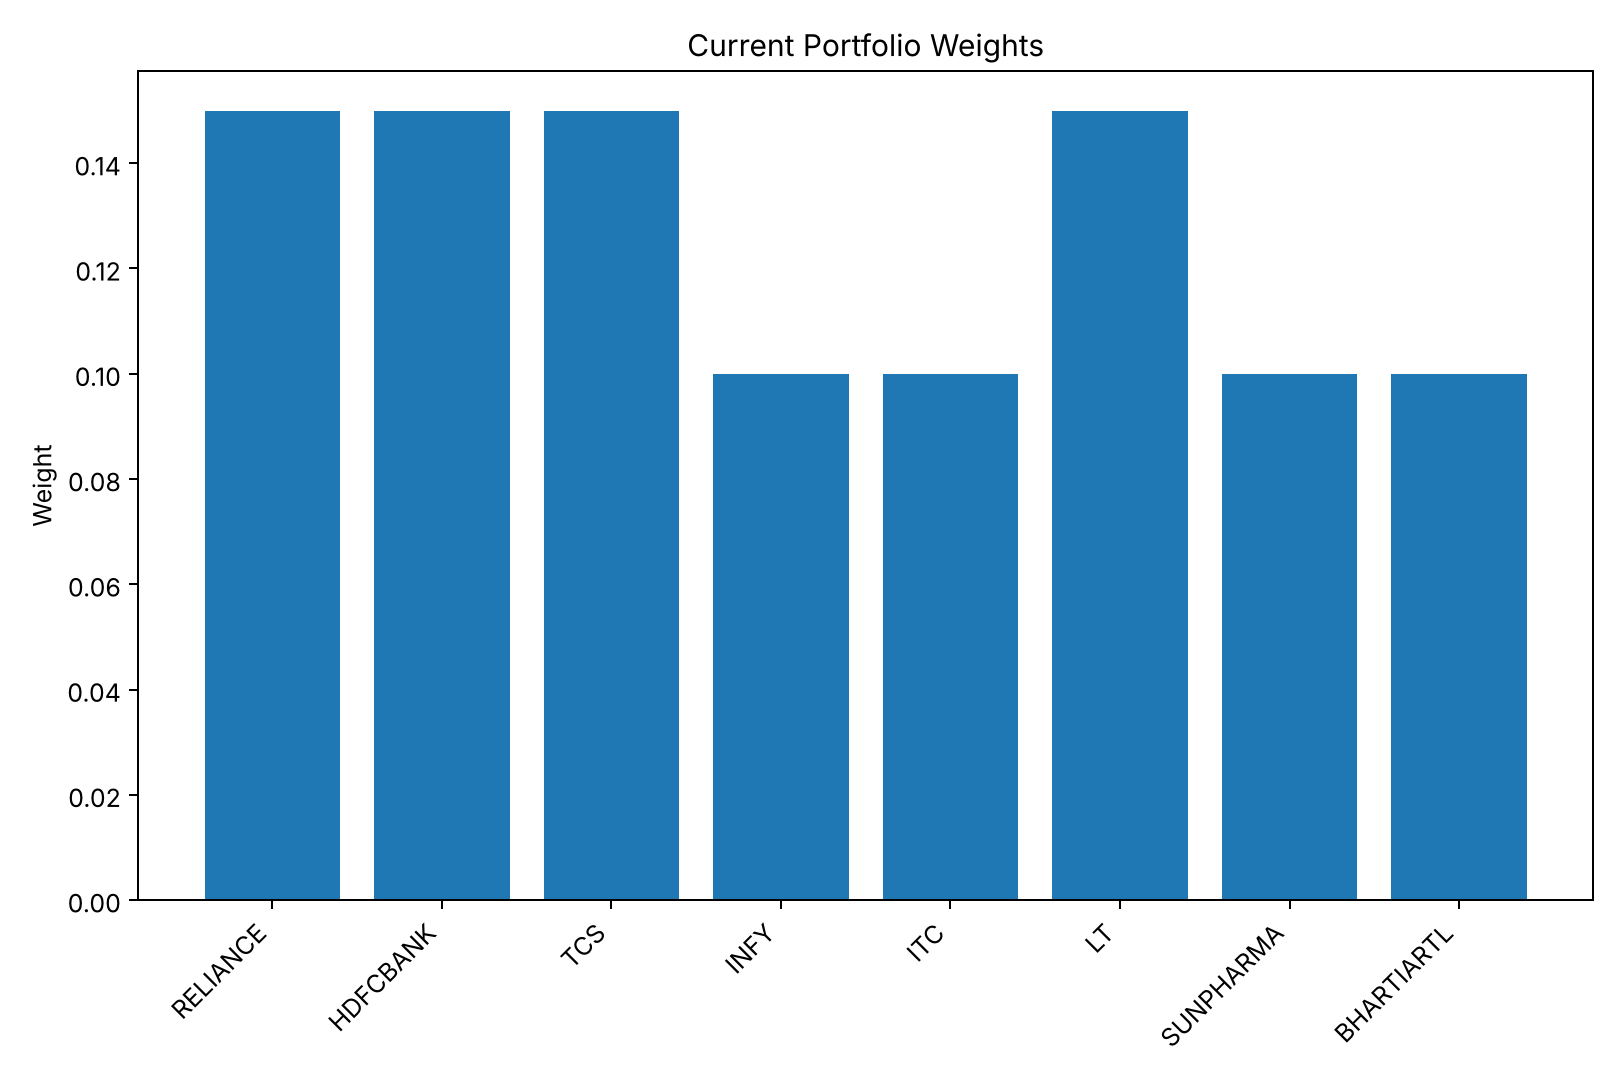 Current Portfolio Weights
Weight
0.14
0.12
0.10
0.08
0.06
0.04
0.02
0.00
RELIANCE
HDFCBANK
TCS
INFY
ITC
LT
SUNPHARMA
BHARTIARTL